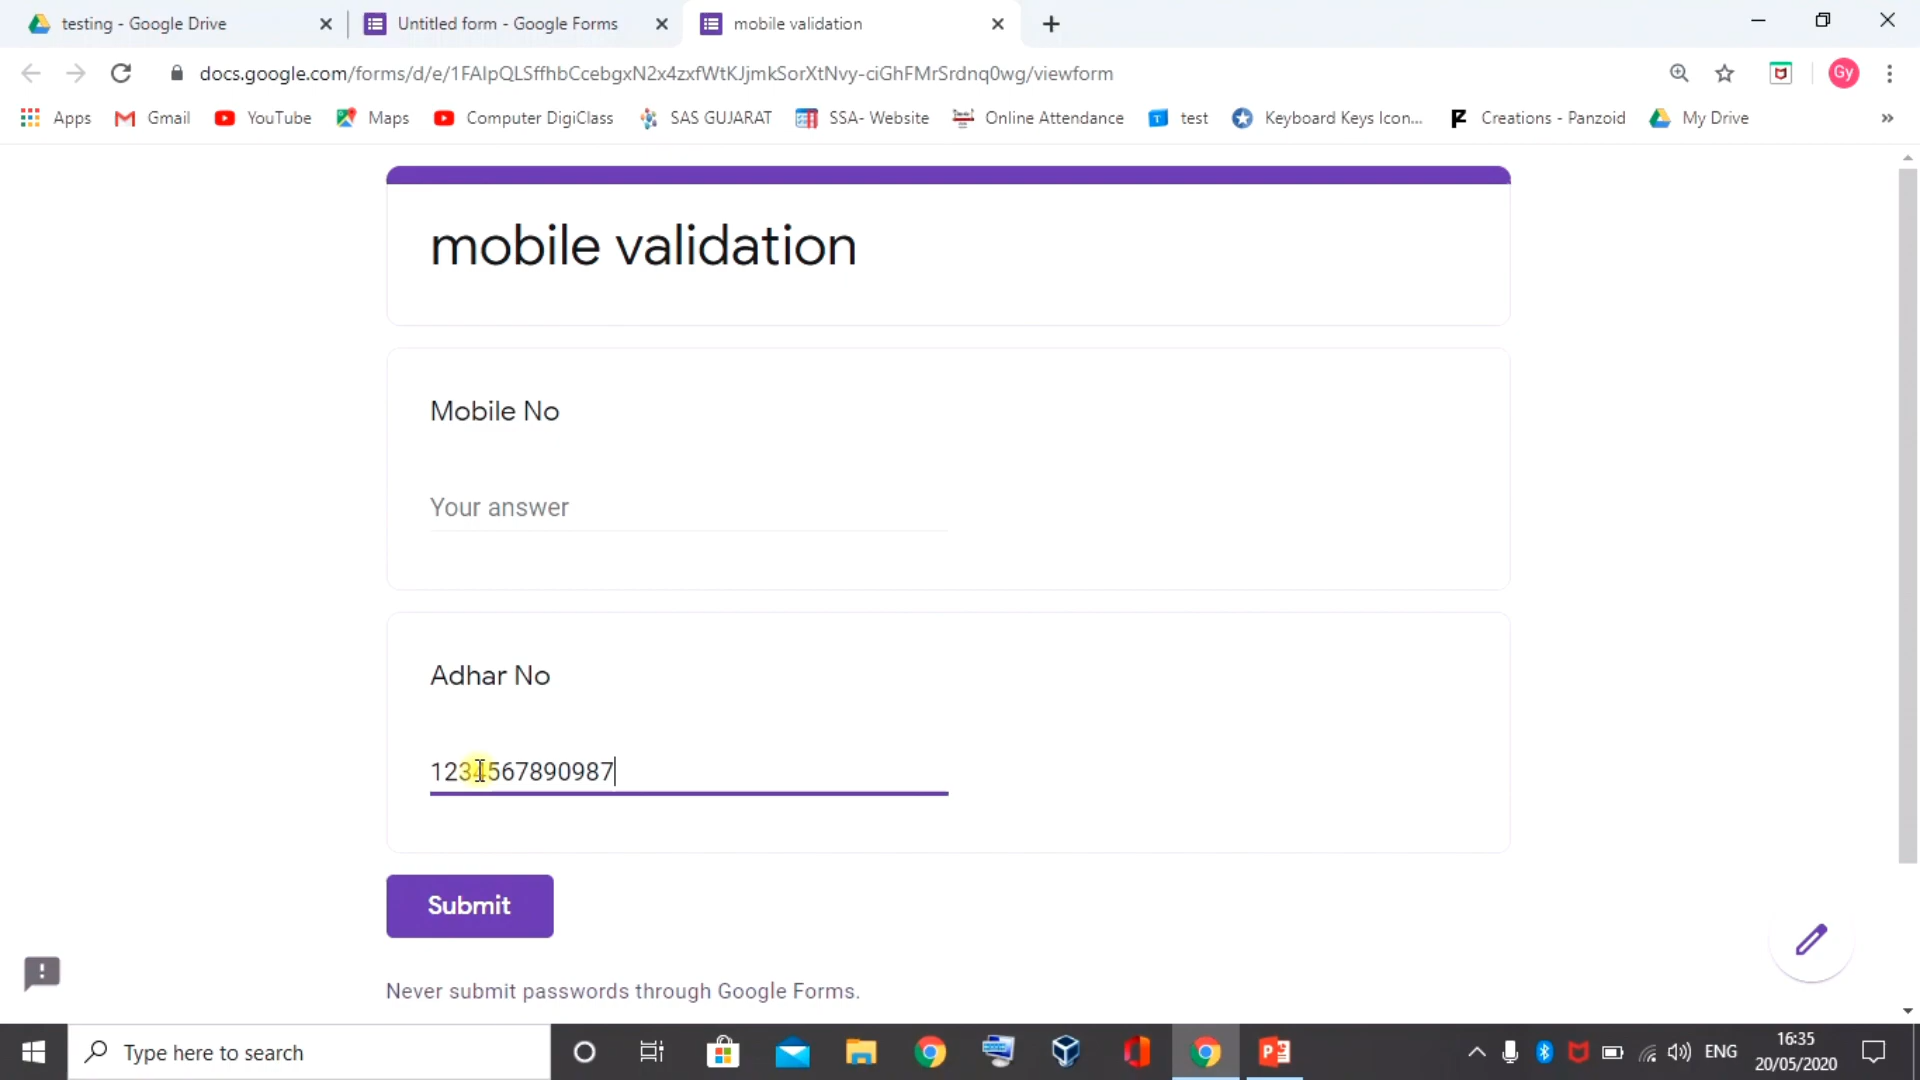 testing - Google Drive
Untitled form - Google Forms
mobile validation
docs.google.com/forms/d/e/1FAIpQLSffhbCcebgxN2x4zxfWtKJjmkSorXtNvy-ciGhFMrSrdnq0wg/viewform
Gy
Apps Gmail YouTube Maps Computer DigiClass SAS GUJARAT SSA- Website Online Attendance test Keyboard Keys Icon... Creations - Panzoid My Drive »
mobile validation
Mobile No
Your answer
Adhar No
1234567890987
Submit
Never submit passwords through Google Forms.
Type here to search
ENG
16:35
20/05/2020